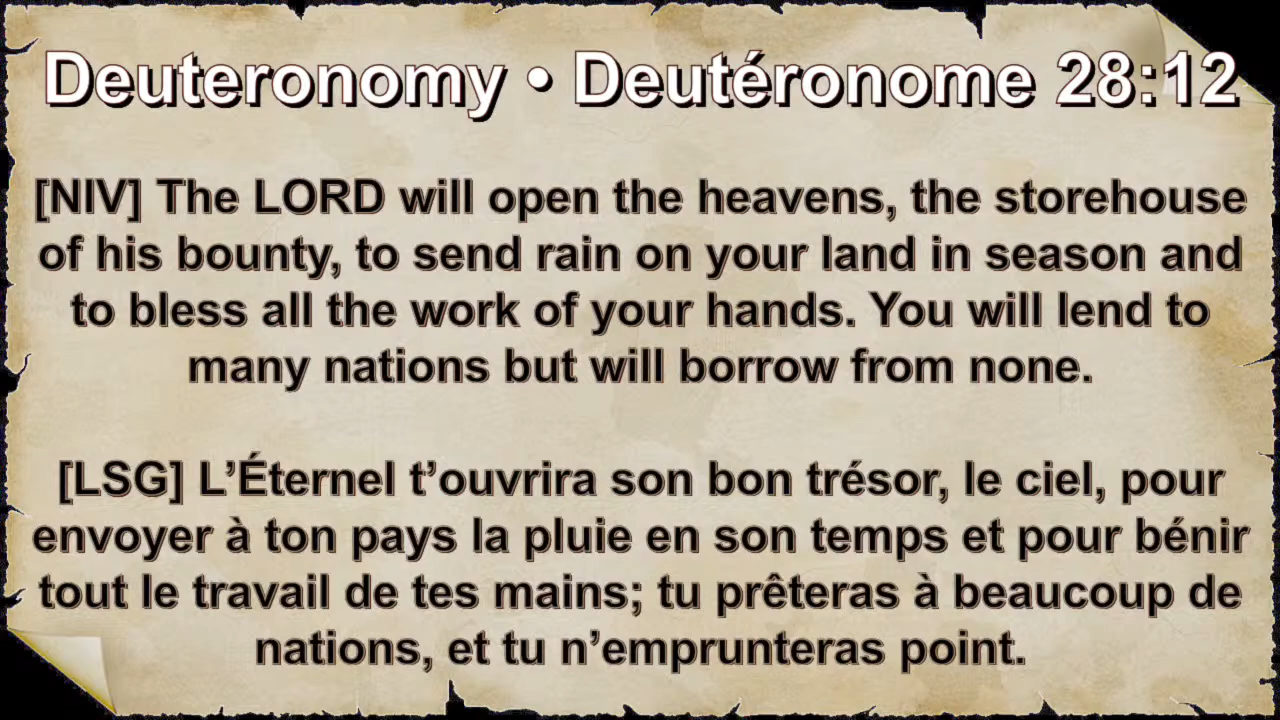 Deuteronomy • Deutéronome 28:12
[NIV] The LORD will open the heavens, the storehouse
of his bounty, to send rain on your land in season and
to bless all the work of your hands. You will lend to
many nations but will borrow from none.
[LSG] L’Éternel t’ouvrira son bon trésor, le ciel, pour
envoyer à ton pays la pluie en son temps et pour bénir
tout le travail de tes mains; tu prêteras à beaucoup de
nations, et tu n’emprunteras point.